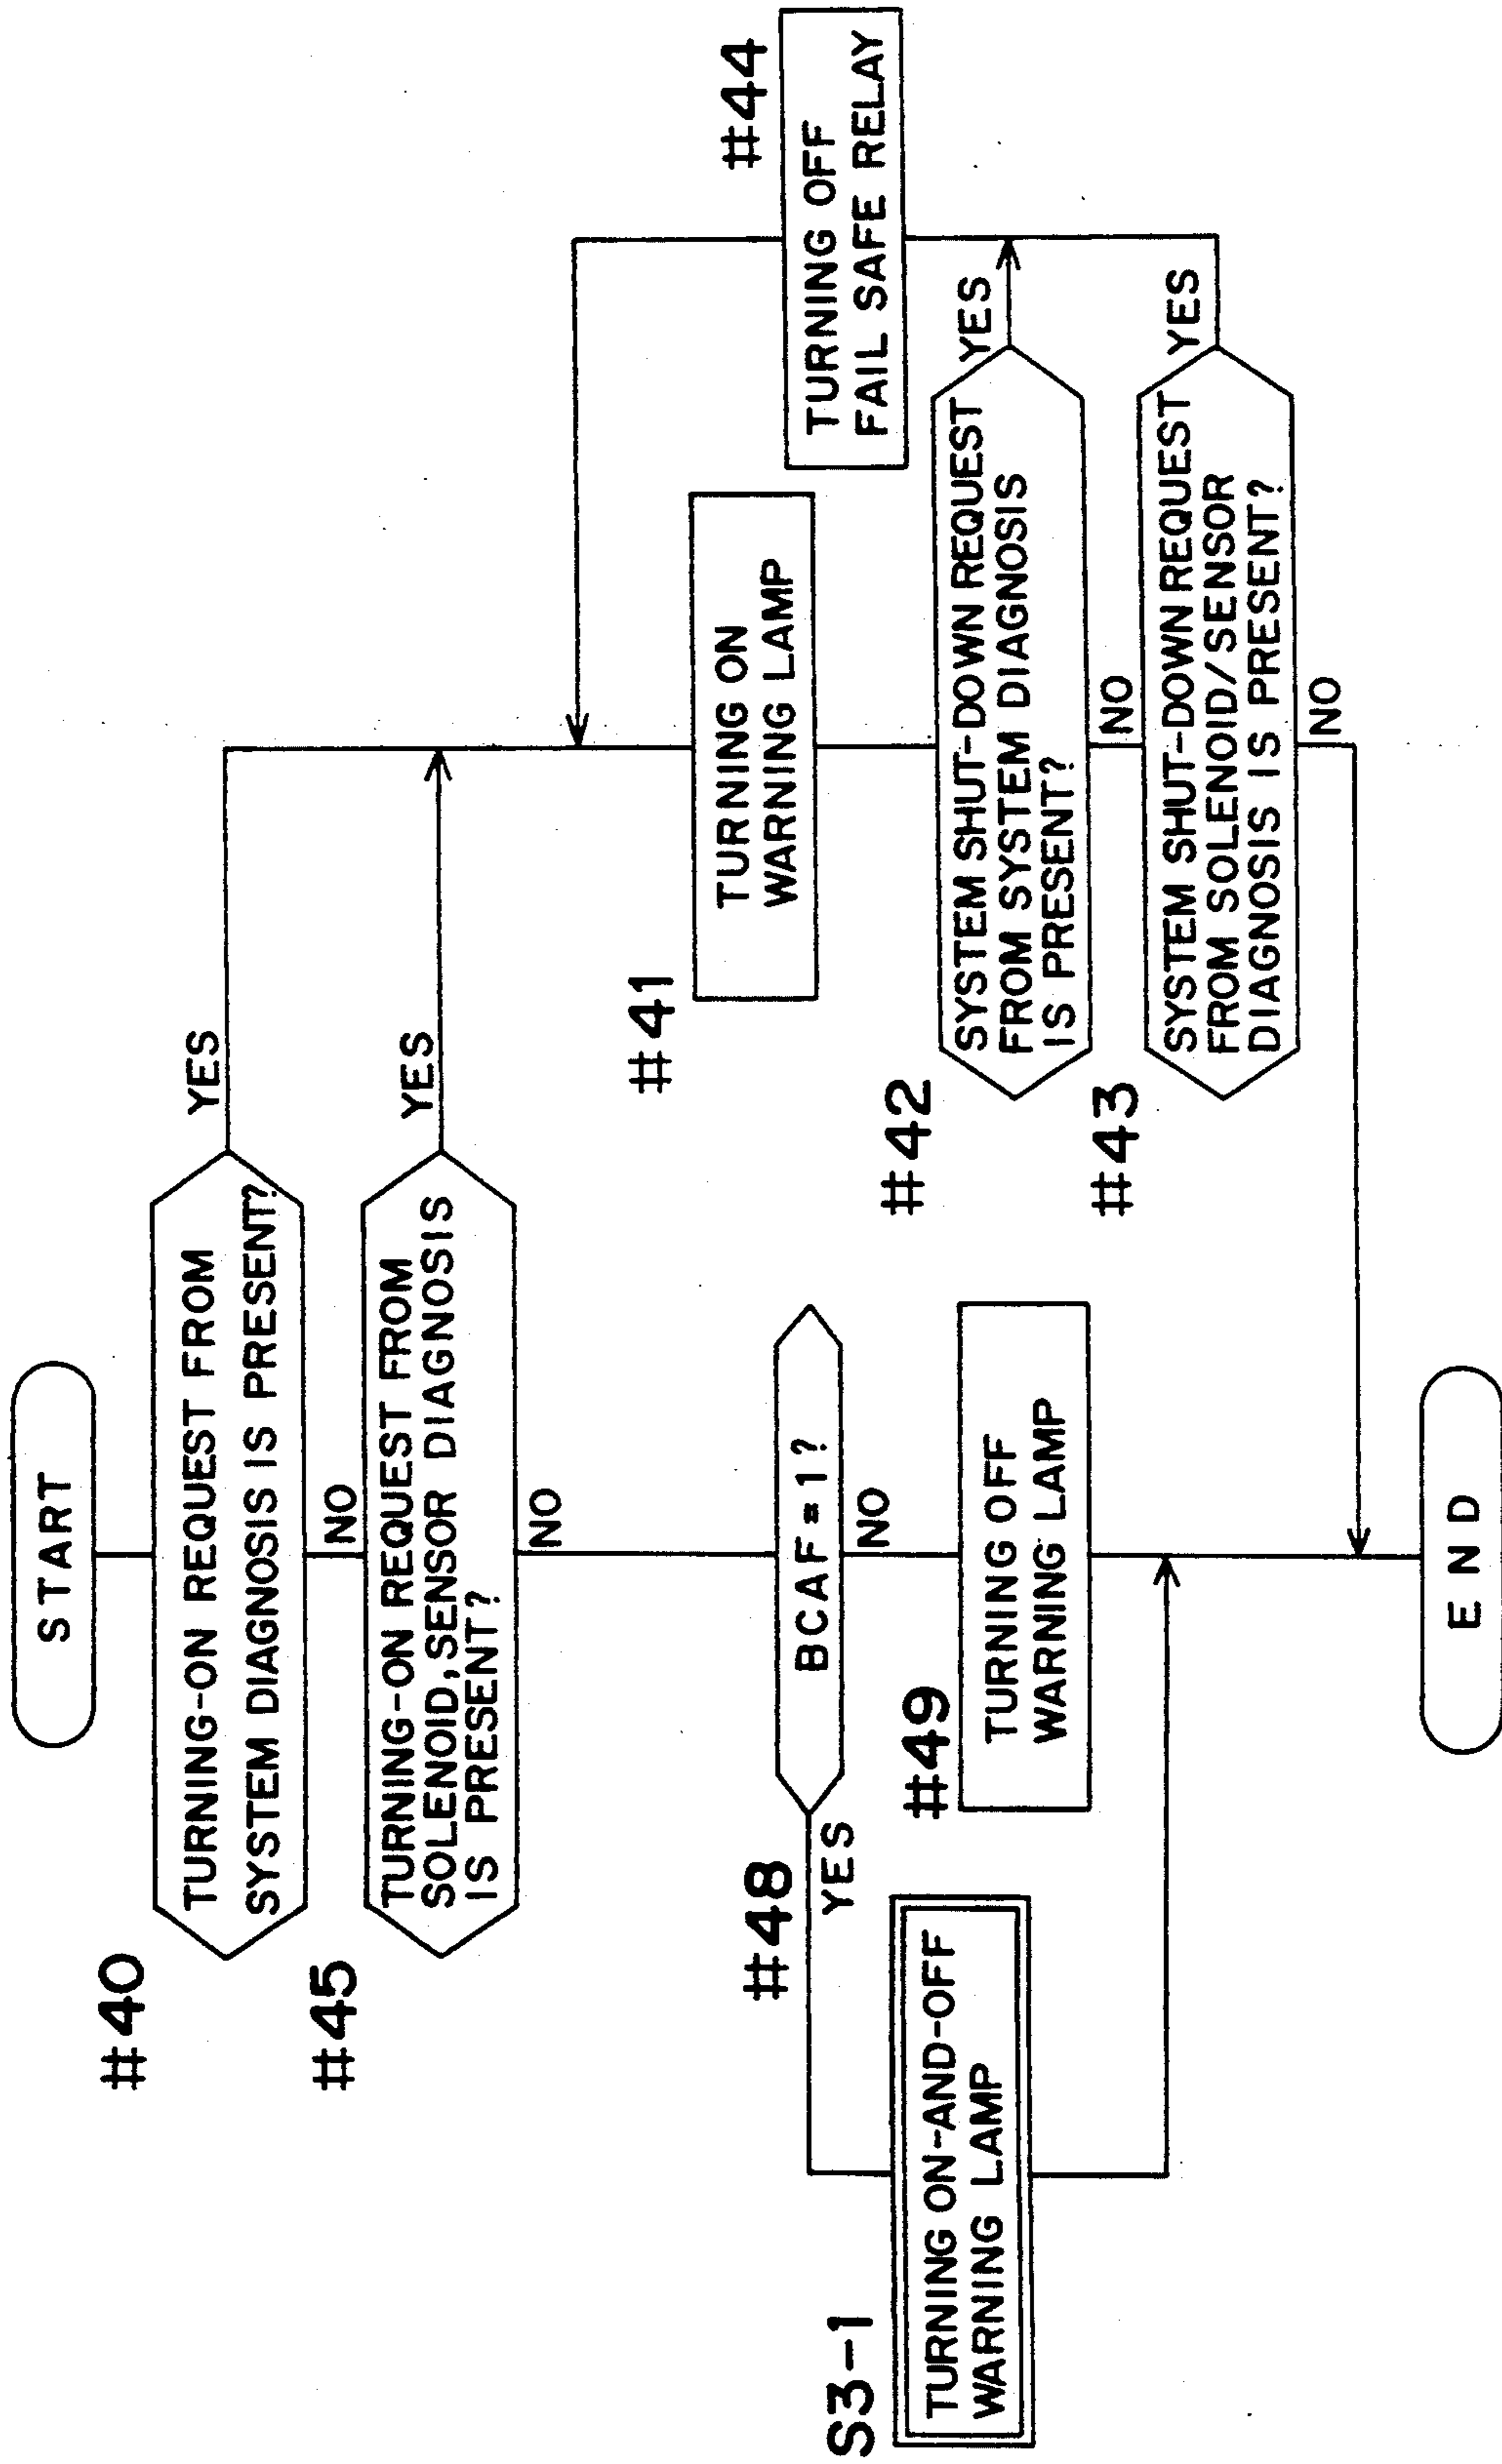 START
#40
TURNING-ON REQUEST FROM
SYSTEM DIAGNOSIS IS PRESENT?
YES
NO
#45
TURNING-ON REQUEST FROM
SOLENOID,SENSOR DIAGNOSIS
IS PRESENT?
YES
NO
#48
BCAF=1?
YES
NO
S3-1
TURNING ON-AND-OFF
WARNING LAMP
#49
TURNING OFF
WARNING LAMP
#41
TURNING ON
WARNING LAMP
#44
TURNING OFF
FAIL SAFE RELAY
#42
SYSTEM SHUT-DOWN REQUEST
FROM SYSTEM DIAGNOSIS
IS PRESENT?
YES
NO
#43
SYSTEM SHUT-DOWN REQUEST
FROM SOLENOID/SENSOR
DIAGNOSIS IS PRESENT?
YES
NO
END